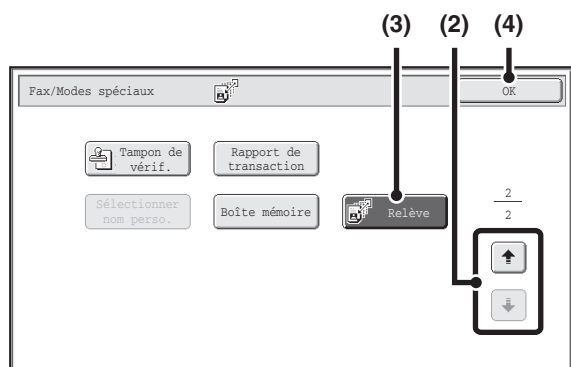 (3) (2) (4)
Fax/Modes spéciaux
OK
Tampon de
vérif.
Rapport de
transaction
Sélectionner
nom perso.
Boîte mémoire
Relève
2
2